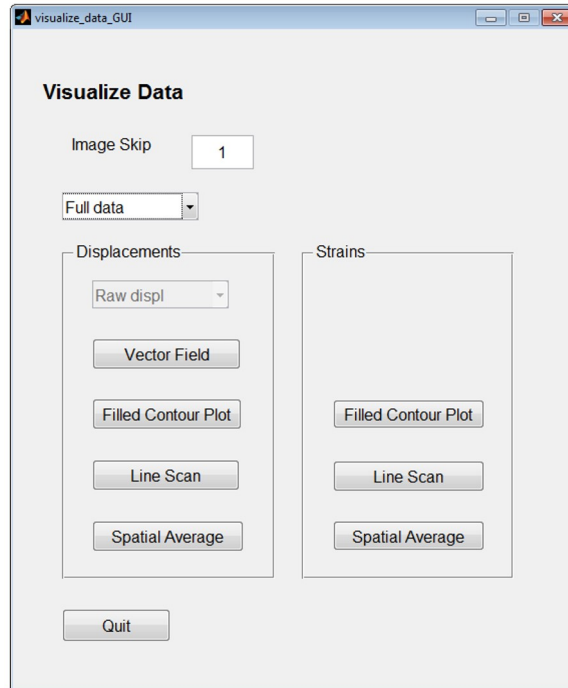 visualize_data_GUI
Visualize Data
Image Skip 1
Full data
Displacements
Raw displ
Vector Field
Filled Contour Plot
Line Scan
Spatial Average
Strains
Filled Contour Plot
Line Scan
Spatial Average
Quit